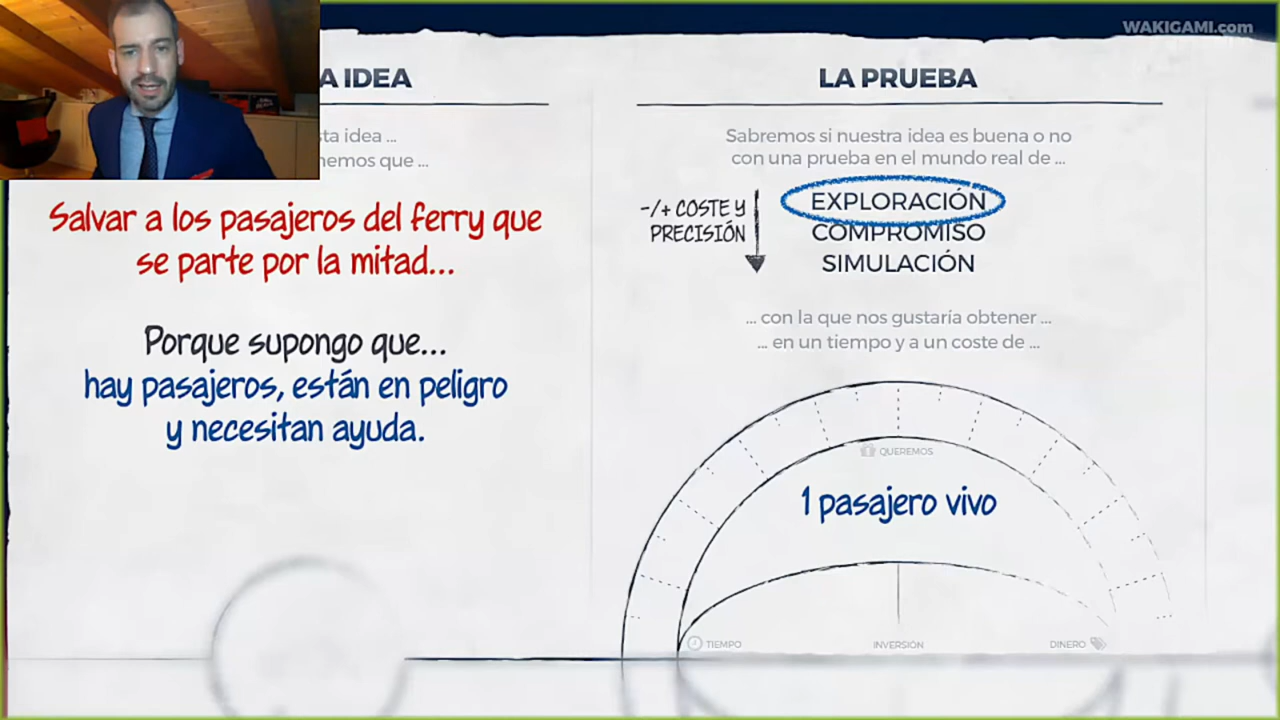 WAKIGAMI.com
A IDEA
ta idea ...
nemos que ...
Salvar a los pasajeros del ferry que
se parte por la mitad...
Porque supongo que...
hay pasajeros, están en peligro
y necesitan ayuda.
LA PRUEBA
Sabremos si nuestra idea es buena o no
con una prueba en el mundo real de ...
-/+ COSTE Y
PRECISIÓN
EXPLORACIÓN
COMPROMISO
SIMULACIÓN
... con la que nos gustaría obtener ...
... en un tiempo y a un coste de ...
QUEREMOS
1 pasajero vivo
TIEMPO
INVERSIÓN
DINERO